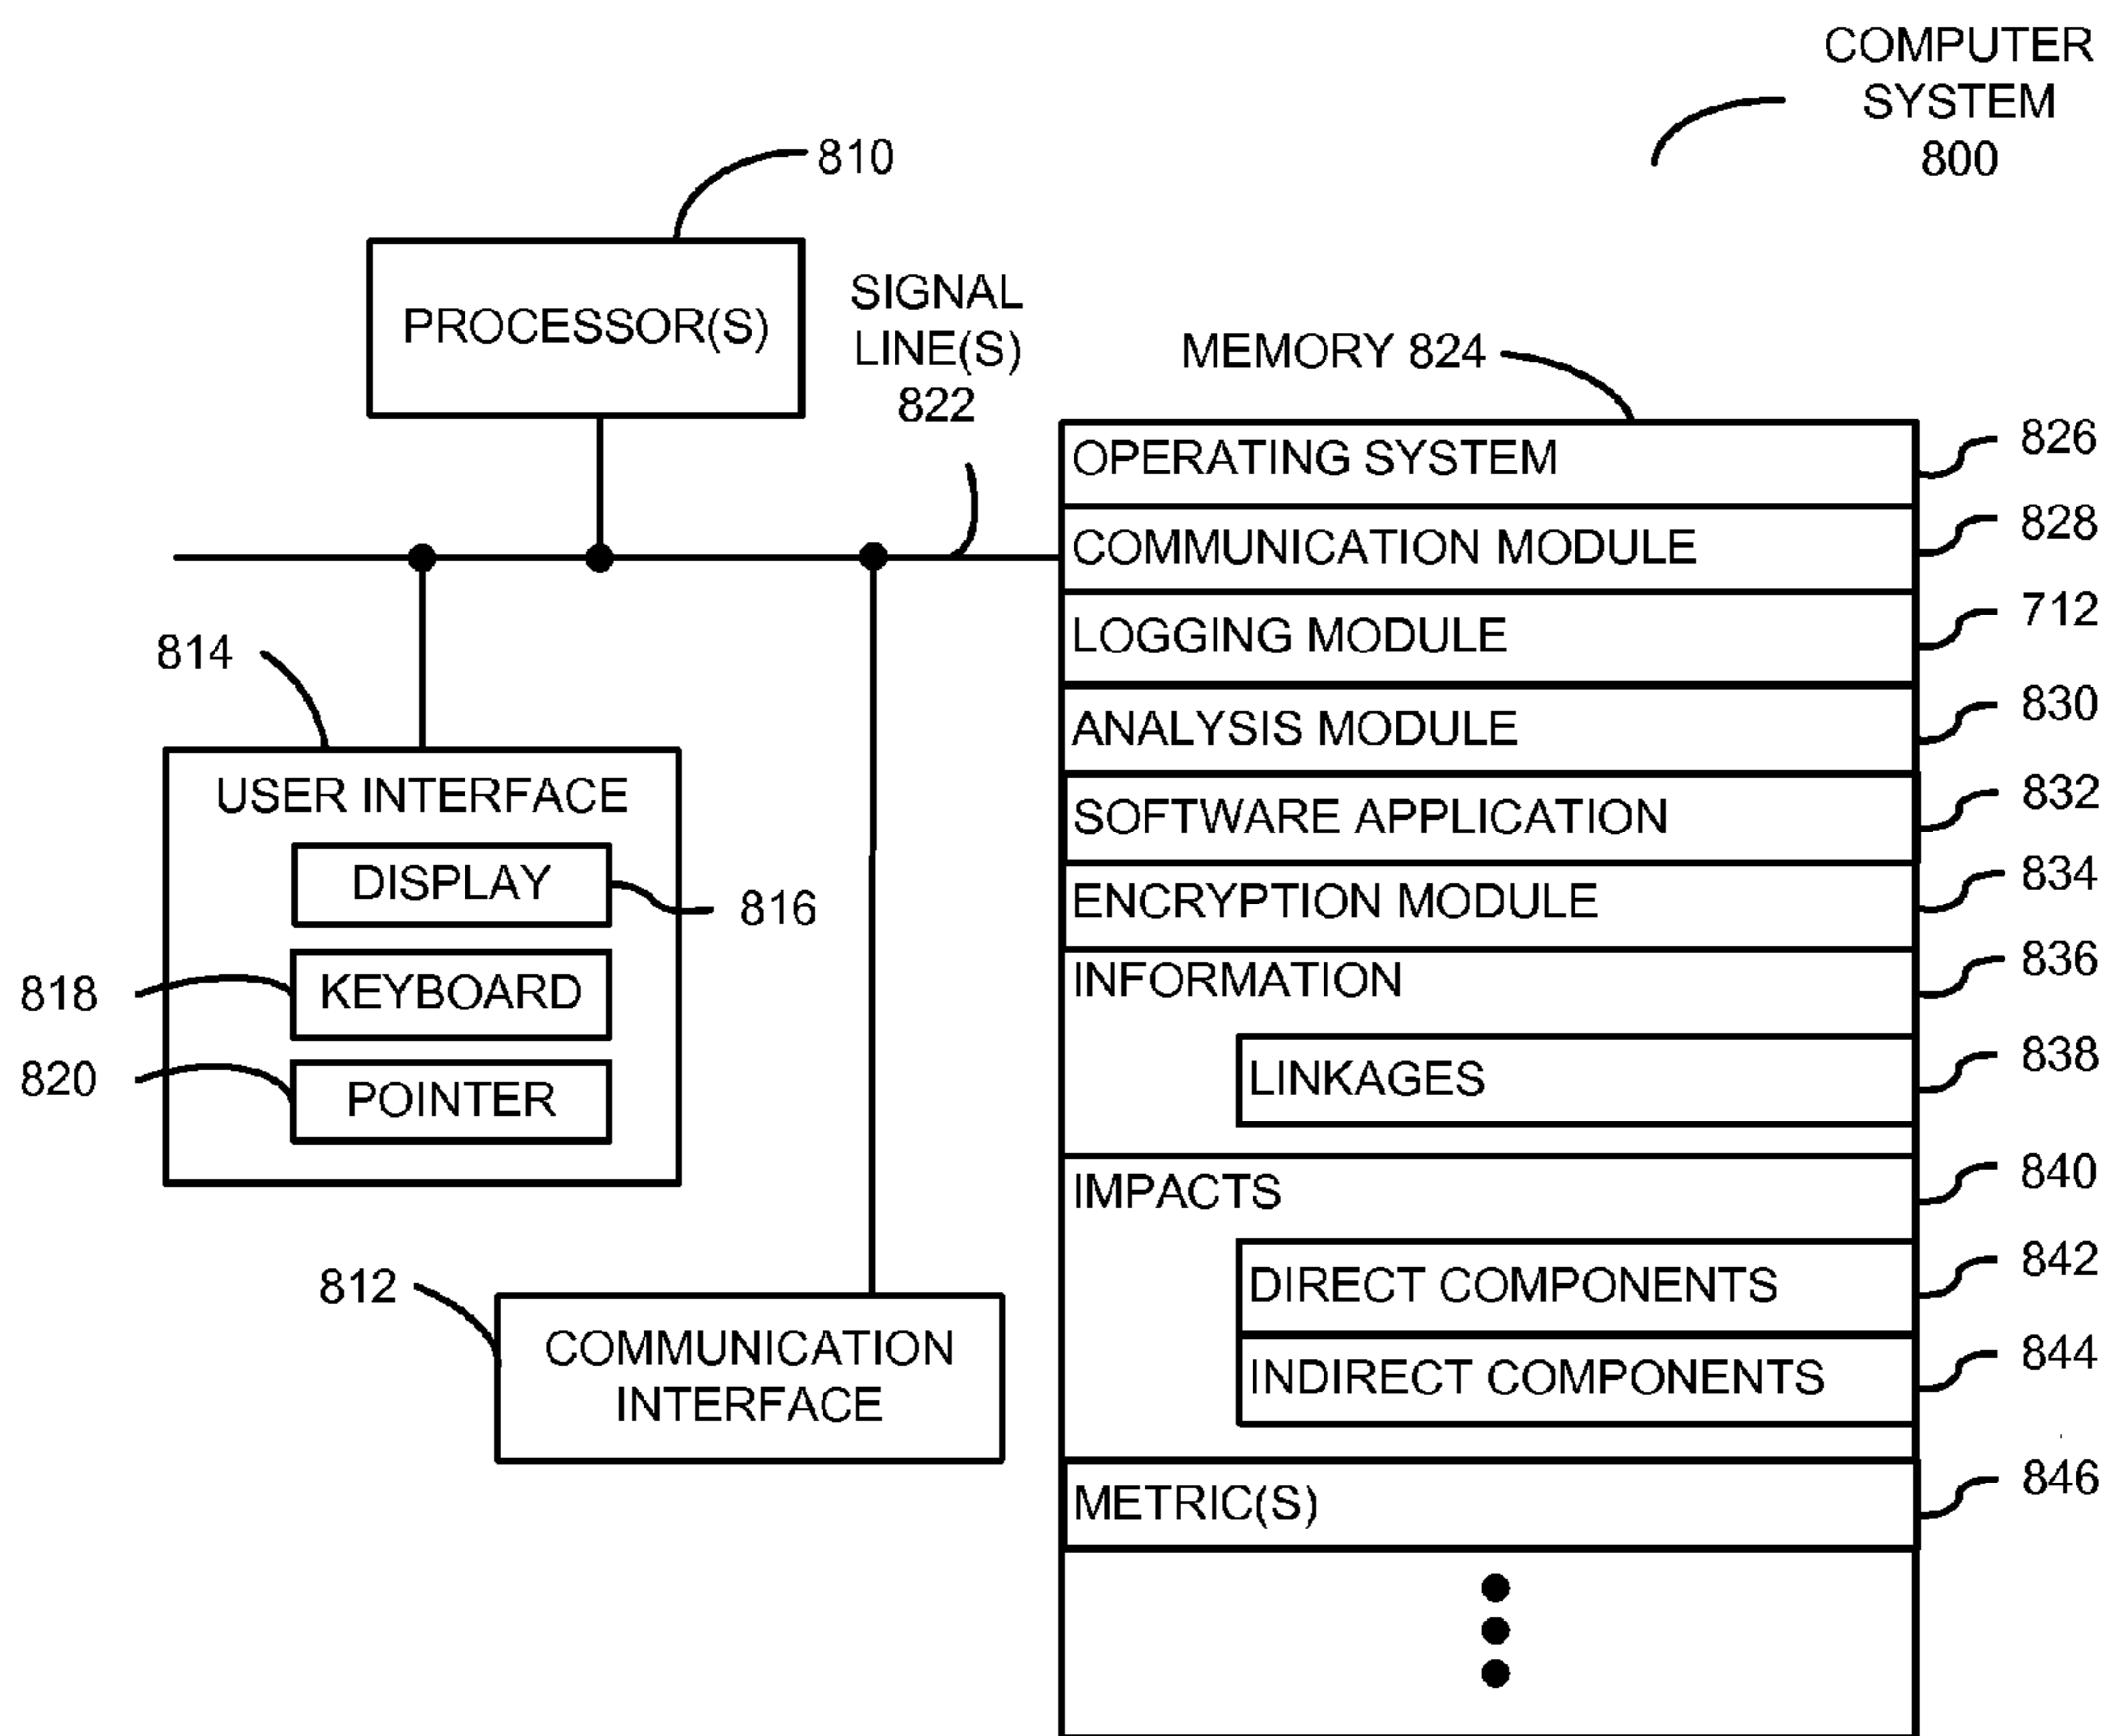 COMPUTER
SYSTEM
800
810
PROCESSOR(S)
SIGNAL
LINE(S)
822
MEMORY 824
OPERATING SYSTEM
826
COMMUNICATION MODULE
828
LOGGING MODULE
712
ANALYSIS MODULE
830
SOFTWARE APPLICATION
832
ENCRYPTION MODULE
834
INFORMATION
836
LINKAGES
838
IMPACTS
840
DIRECT COMPONENTS
842
INDIRECT COMPONENTS
844
METRIC(S)
846
814
USER INTERFACE
DISPLAY
816
818
KEYBOARD
820
POINTER
812
COMMUNICATION
INTERFACE